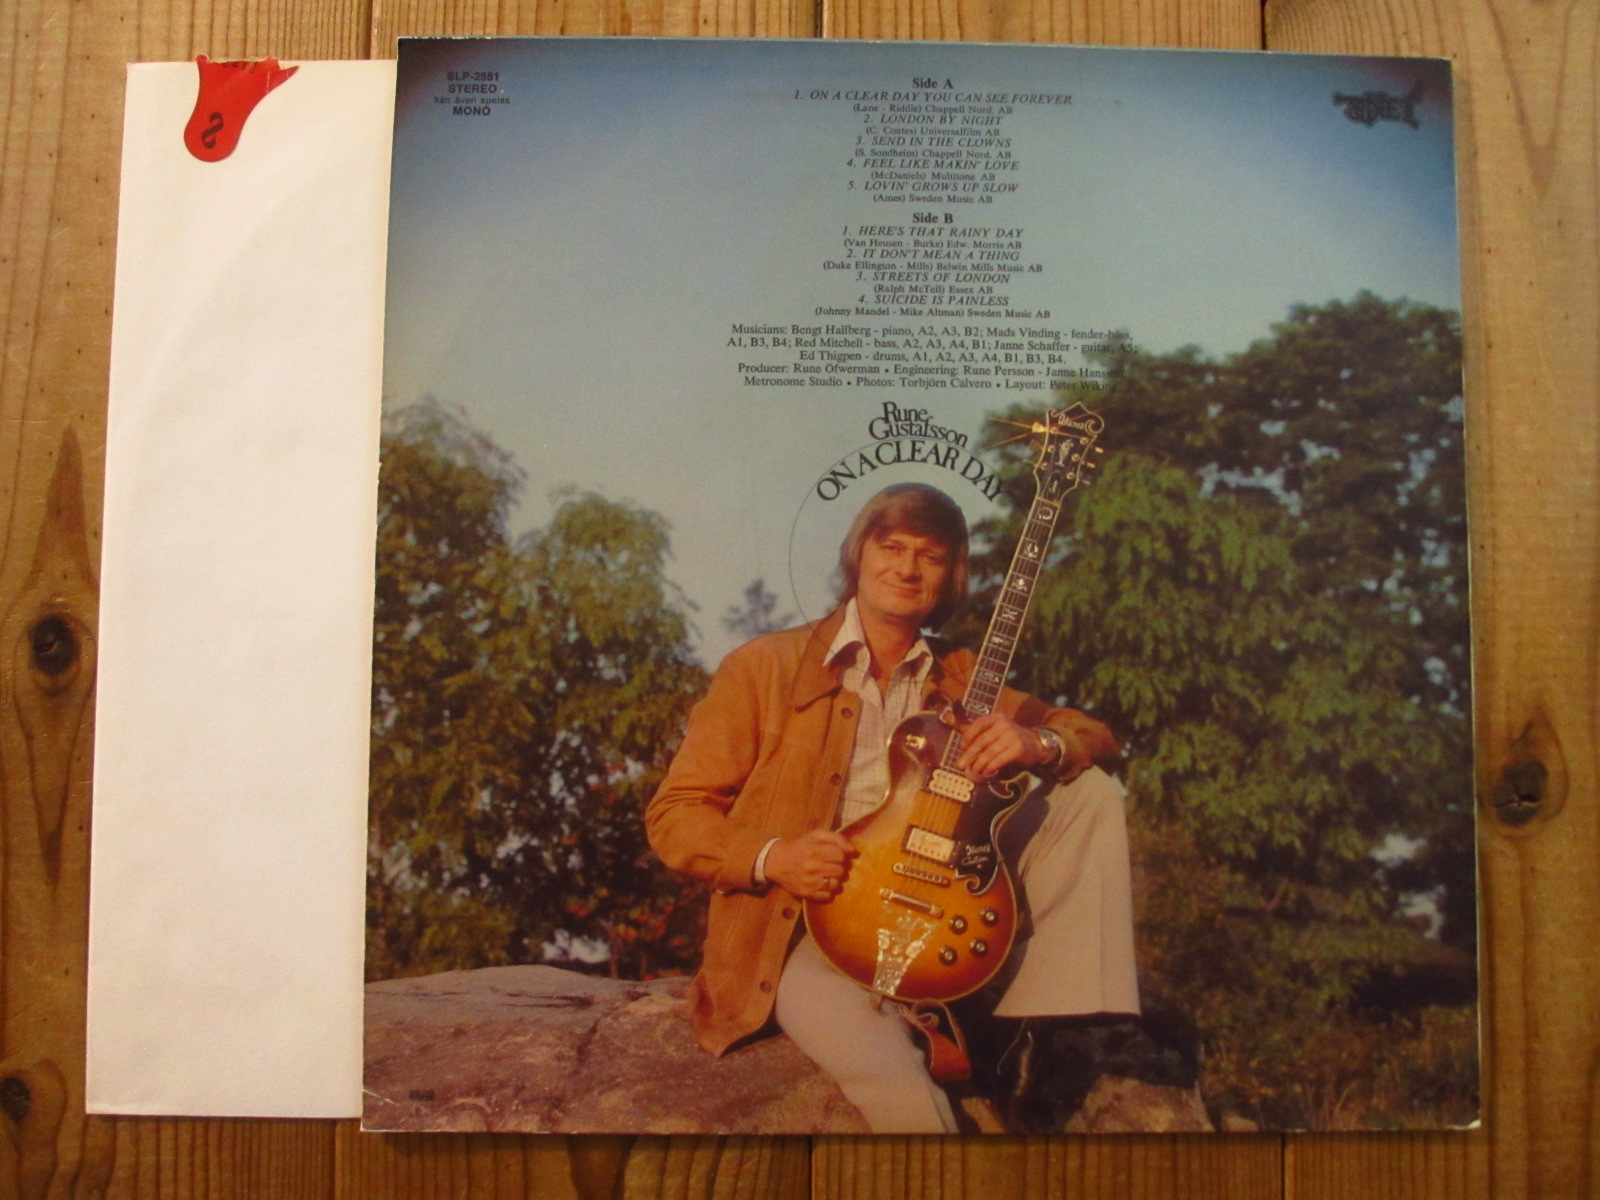 SLP-2581
STEREO
kan även spelas
MONO
Side A
1. ON A CLEAR DAY YOU CAN SEE FOREVER
(Lane - Riddle) Chappell Nord. AB
2. LONDON BY NIGHT
(C. Coates) Universalfilm AB
3. SEND IN THE CLOWNS
(S. Sondheim) Chappell Nord. AB
4. FEEL LIKE MAKIN' LOVE
(McDaniels) Multitone AB
5. LOVIN' GROWS UP SLOW
(Ames) Sweden Music AB
Side B
1. HERE'S THAT RAINY DAY
(Van Heusen - Burke) Edw. Morris AB
2. IT DON'T MEAN A THING
(Duke Ellington - Mills) Belwin Mills Music AB
3. STREETS OF LONDON
(Ralph McTell) Essex AB
4. SUICIDE IS PAINLESS
(Johnny Mandel - Mike Altman) Sweden Music AB
Musicians: Bengt Hallberg - piano, A2, A3, B2; Mads Vinding - fender-bass,
A1, B3, B4; Red Mitchell - bass, A2, A3, A4, B1; Janne Schaffer - guitar, A5;
Ed Thigpen - drums, A1, A2, A3, A4, B1, B3, B4.
Producer: Rune Öfwerman • Engineering: Rune Persson - Janne Hansson,
Metronome Studio • Photos: Torbjörn Calvero • Layout: Peter Wiking
Rune
Gustafsson
ON A CLEAR DAY
Ibanez